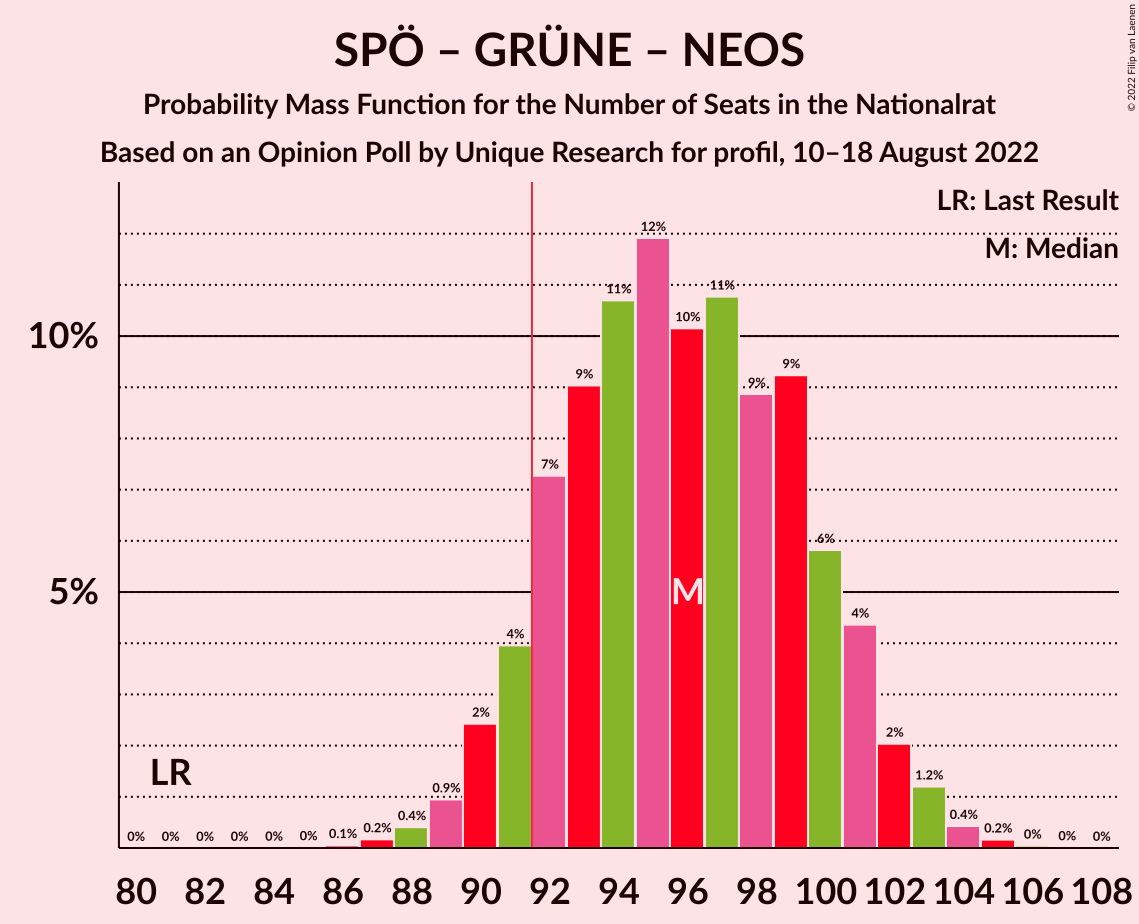 SPÖ – GRÜNE – NEOS
Probability Mass Function for the Number of Seats in the Nationalrat
Based on an Opinion Poll by Unique Research for profil, 10–18 August 2022
© 2022 Filip van Laenen
LR: Last Result
M: Median
10%
5%
LR
M
0% 0% 0% 0% 0% 0% 0.1% 0.2% 0.4% 0.9% 2% 4% 7% 9% 11% 12% 10% 11% 9% 9% 6% 4% 2% 1.2% 0.4% 0.2% 0% 0% 0%
80 82 84 86 88 90 92 94 96 98 100 102 104 106 108